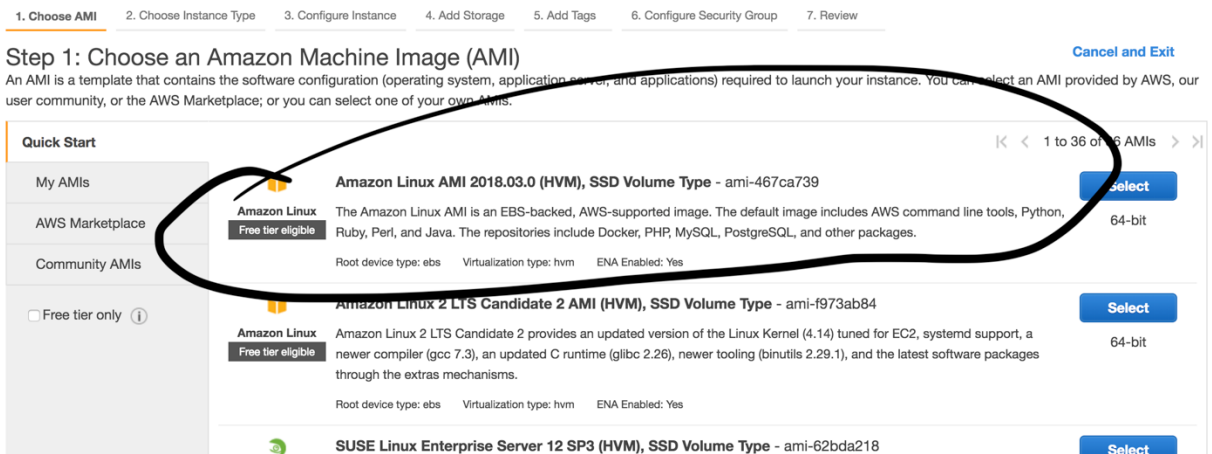 1. Choose AMI 2. Choose Instance Type 3. Configure Instance 4. Add Storage 5. Add Tags 6. Configure Security Group 7. Review
Step 1: Choose an Amazon Machine Image (AMI)
Cancel and Exit
An AMI is a template that contains the software configuration (operating system, application server, and applications) required to launch your instance. You can select an AMI provided by AWS, our
user community, or the AWS Marketplace; or you can select one of your own AMIs.
Quick Start
My AMIs
AWS Marketplace
Community AMIs
Free tier only
1 to 36 of 36 AMIs
Amazon Linux
Free tier eligible
Amazon Linux AMI 2018.03.0 (HVM), SSD Volume Type - ami-467ca739
The Amazon Linux AMI is an EBS-backed, AWS-supported image. The default image includes AWS command line tools, Python,
Ruby, Perl, and Java. The repositories include Docker, PHP, MySQL, PostgreSQL, and other packages.
Root device type: ebs Virtualization type: hvm ENA Enabled: Yes
Select
64-bit
Amazon Linux
Free tier eligible
Amazon Linux 2 LTS Candidate 2 AMI (HVM), SSD Volume Type - ami-f973ab84
Amazon Linux 2 LTS Candidate 2 provides an updated version of the Linux Kernel (4.14) tuned for EC2, systemd support, a
newer compiler (gcc 7.3), an updated C runtime (glibc 2.26), newer tooling (binutils 2.29.1), and the latest software packages
through the extras mechanisms.
Root device type: ebs Virtualization type: hvm ENA Enabled: Yes
Select
64-bit
SUSE Linux Enterprise Server 12 SP3 (HVM), SSD Volume Type - ami-62bda218
Select